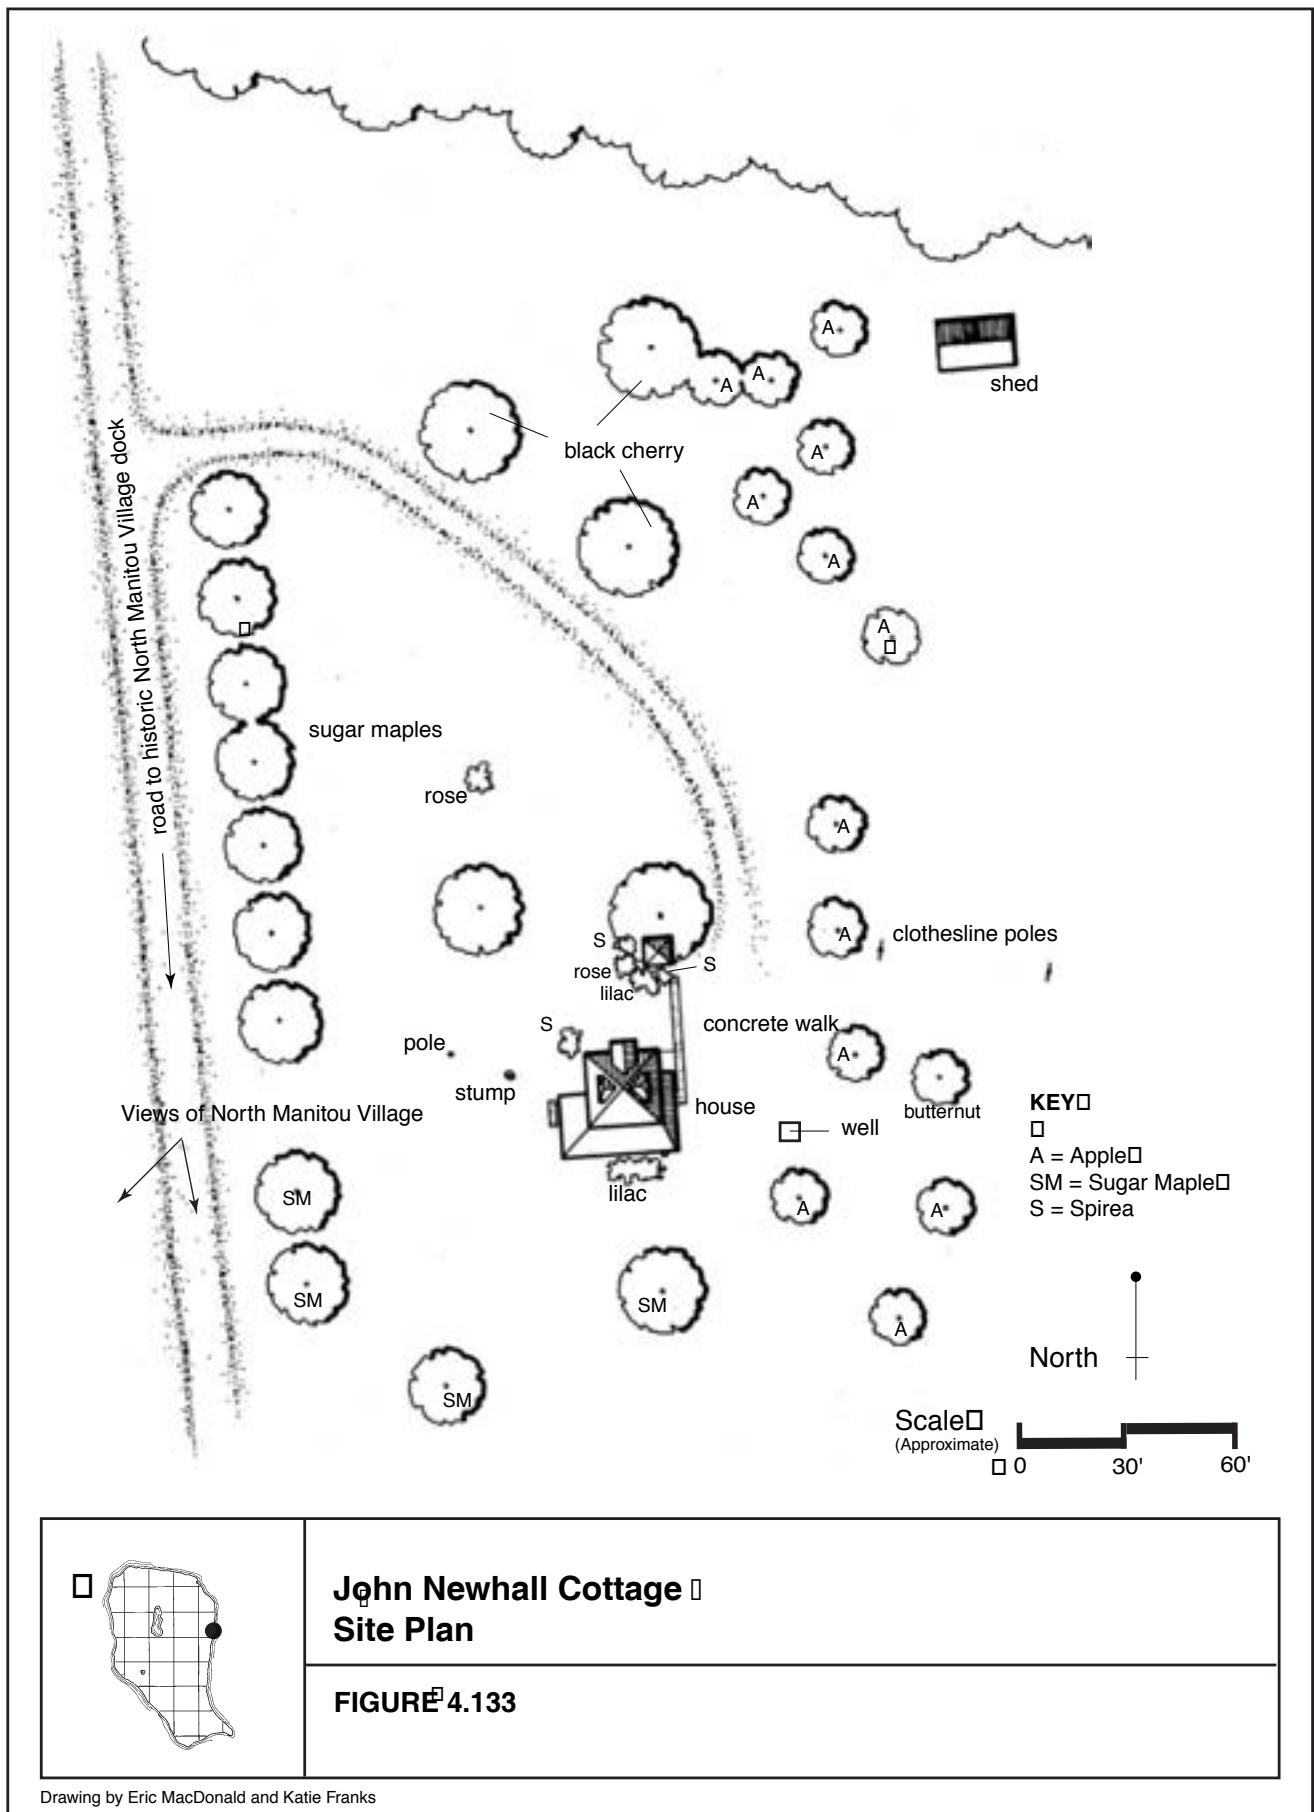 A
A
A
shed
black cherry
A
A
A
A
road to historic North Manitou Village dock
sugar maples
rose
A
A
clothesline poles
S
rose
S
lilac
S
concrete walk
pole
A
stump
butternut
house
Views of North Manitou Village
well
lilac
KEY
A = Apple
SM = Sugar Maple
S = Spirea
SM
A
A
SM
SM
A
SM
North
Scale
(Approximate)
0 30' 60'
John Newhall Cottage
Site Plan
FIGURE 4.133
Drawing by Eric MacDonald and Katie Franks